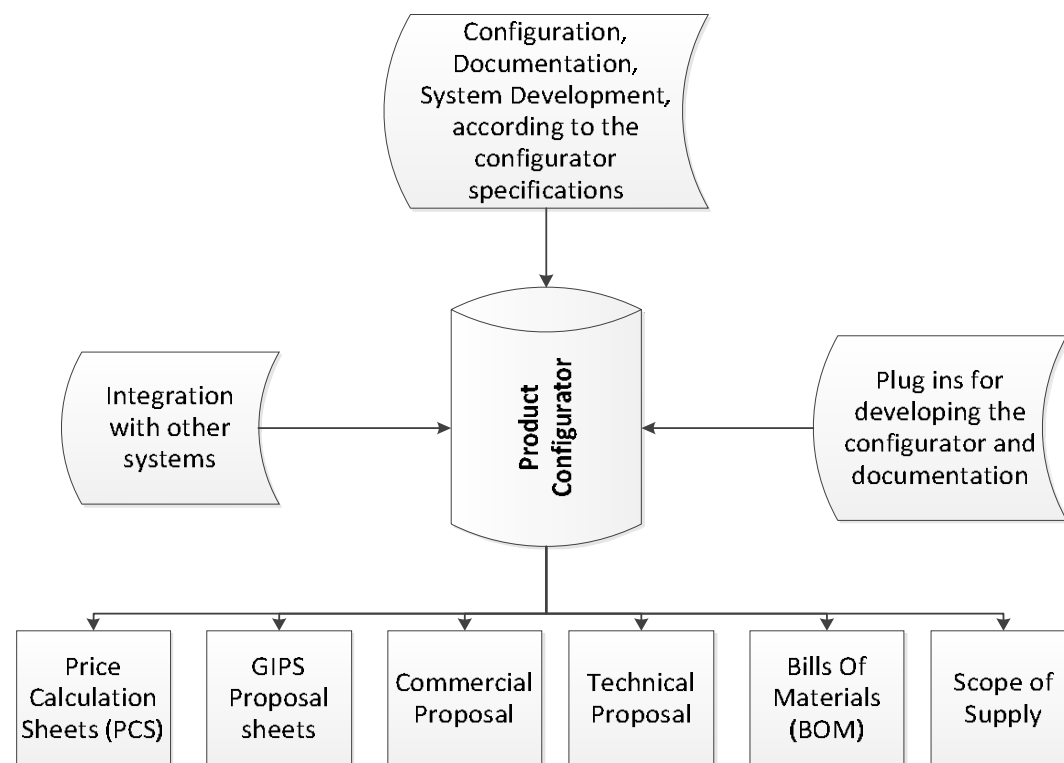 Configuration,
Documentation,
System Development,
according to the
configurator
specifications
Integration
with other
systems
Product
Configurator
Plug ins for
developing the
configurator and
documentation
Price
Calculation
Sheets (PCS)
GIPS
Proposal
sheets
Commercial
Proposal
Technical
Proposal
Bills Of
Materials
(BOM)
Scope of
Supply